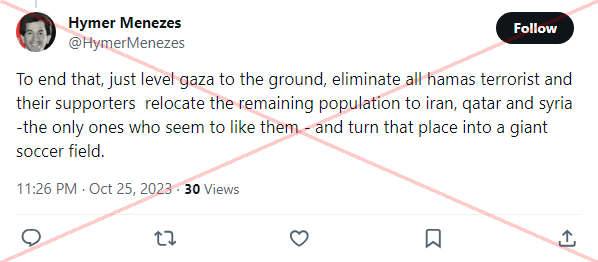 Hymer Menezes
@HymerMenezes
Follow
To end that, just level gaza to the ground, eliminate all hamas terrorist and
their supporters  relocate the remaining population to iran, qatar and syria
-the only ones who seem to like them - and turn that place into a giant
soccer field.
11:26 PM · Oct 25, 2023 · 30 Views